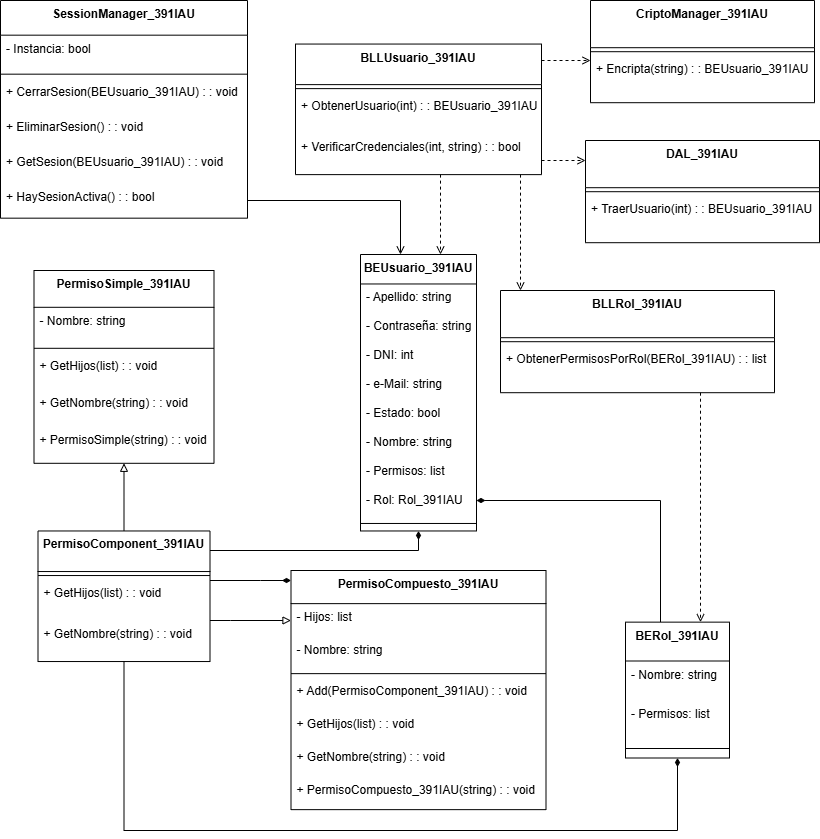 SessionManager_391IAU
- Instancia: bool
+ CerrarSesion(BEUsuario_391IAU) : : void
+ EliminarSesion() : : void
+ GetSesion(BEUsuario_391IAU) : : void
+ HaySesionActiva() : : bool
BLLUsuario_391IAU
+ ObtenerUsuario(int) : : BEUsuario_391IAU
+ VerificarCredenciales(int, string) : : bool
CriptoManager_391IAU
+ Encripta(string) : : BEUsuario_391IAU
DAL_391IAU
+ TraerUsuario(int) : : BEUsuario_391IAU
PermisoSimple_391IAU
- Nombre: string
+ GetHijos(list) : : void
+ GetNombre(string) : : void
+ PermisoSimple(string) : : void
BEUsuario_391IAU
- Apellido: string
- Contraseña: string
- DNI: int
- e-Mail: string
- Estado: bool
- Nombre: string
- Permisos: list
- Rol: Rol_391IAU
BLLRol_391IAU
+ ObtenerPermisosPorRol(BERol_391IAU) : : list
PermisoComponent_391IAU
+ GetHijos(list) : : void
+ GetNombre(string) : : void
PermisoCompuesto_391IAU
- Hijos: list
- Nombre: string
+ Add(PermisoComponent_391IAU) : : void
+ GetHijos(list) : : void
+ GetNombre(string) : : void
+ PermisoCompuesto_391IAU(string) : : void
BERol_391IAU
- Nombre: string
- Permisos: list